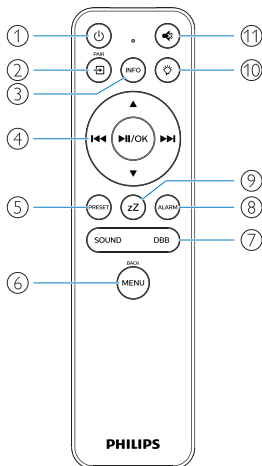 1
11
PAIR
2
INFO
10
3
4
/OK
9
5
PRESET
zZ
ALARM
8
SOUND
DBB
7
BACK
6
MENU
PHILIPS